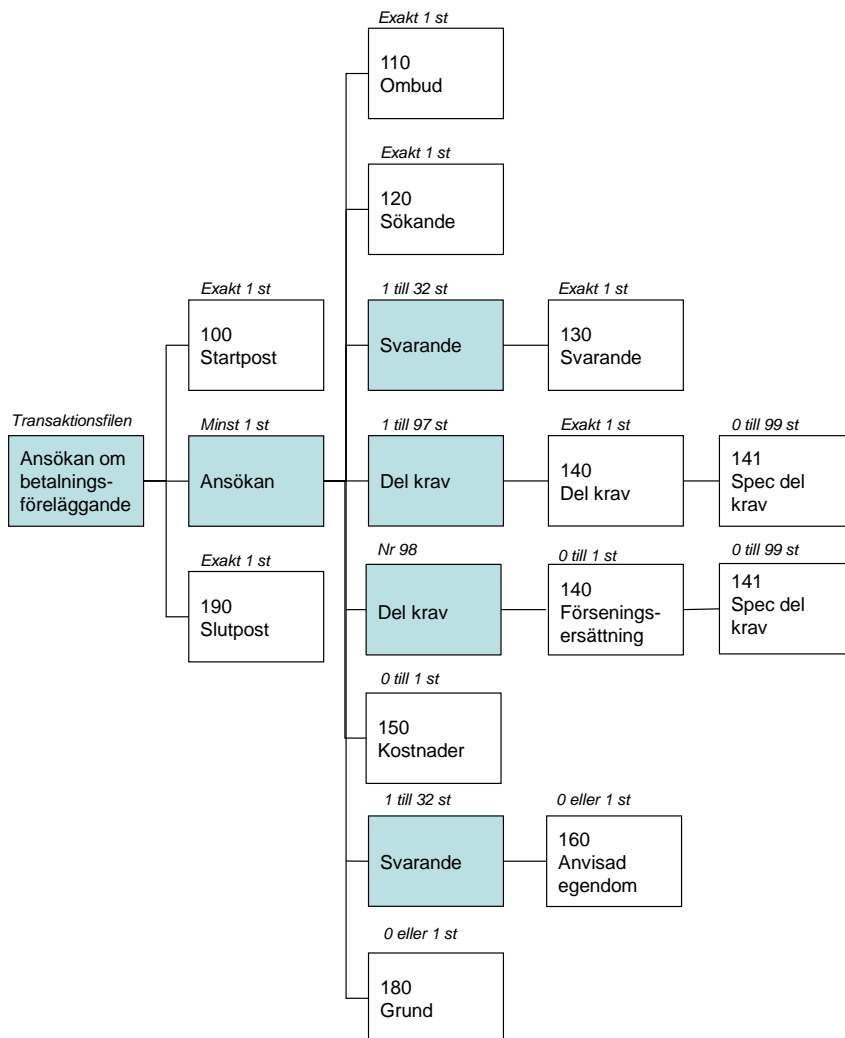 Exakt 1 st
110
Ombud
Exakt 1 st
120
Sökande
Exakt 1 st
100
Startpost
1 till 32 st
Svarande
Exakt 1 st
130
Svarande
Transaktionsfilen
Ansökan om
betalnings-
föreläggande
Minst 1 st
Ansökan
1 till 97 st
Del krav
Exakt 1 st
140
Del krav
0 till 99 st
141
Spec del
krav
Exakt 1 st
190
Slutpost
Nr 98
Del krav
0 till 1 st
140
Försenings-
ersättning
0 till 99 st
141
Spec del
krav
0 till 1 st
150
Kostnader
1 till 32 st
Svarande
0 eller 1 st
160
Anvisad
egendom
0 eller 1 st
180
Grund